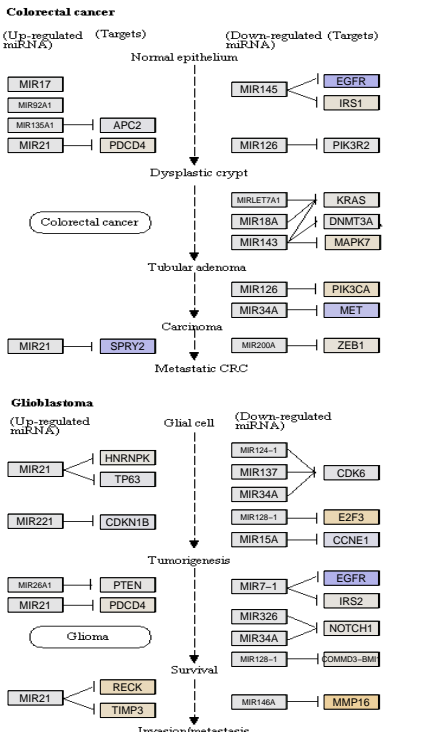 Colorectal cancer
(Up-regulated miRNA) (Targets) (Down-regulated miRNA) (Targets)
Normal epithelium
MIR17
MIR92A1
MIR135A1 APC2
MIR21 PDCD4
MIR145 EGFR
IRS1
MIR126 PIK3R2
Dysplastic crypt
Colorectal cancer
MIRLET7A1 KRAS
MIR18A DNMT3A
MIR143 MAPK7
Tubular adenoma
MIR126 PIK3CA
MIR34A MET
Carcinoma
MIR21 SPRY2
MIR200A ZEB1
Metastatic CRC
Glioblastoma
(Up-regulated miRNA)
Glial cell
(Down-regulated miRNA)
MIR21 HNRNPK
TP63
MIR221 CDKN1B
MIR124-1
MIR137 CDK6
MIR34A
MIR128-1 E2F3
MIR15A CCNE1
Tumorigenesis
MIR26A1 PTEN
MIR21 PDCD4
Glioma
MIR7-1 EGFR
IRS2
MIR326
MIR34A NOTCH1
MIR128-1 COMMD3-BMI1
Survival
MIR21 RECK
TIMP3
MIR146A MMP16
Invasion/metastasis